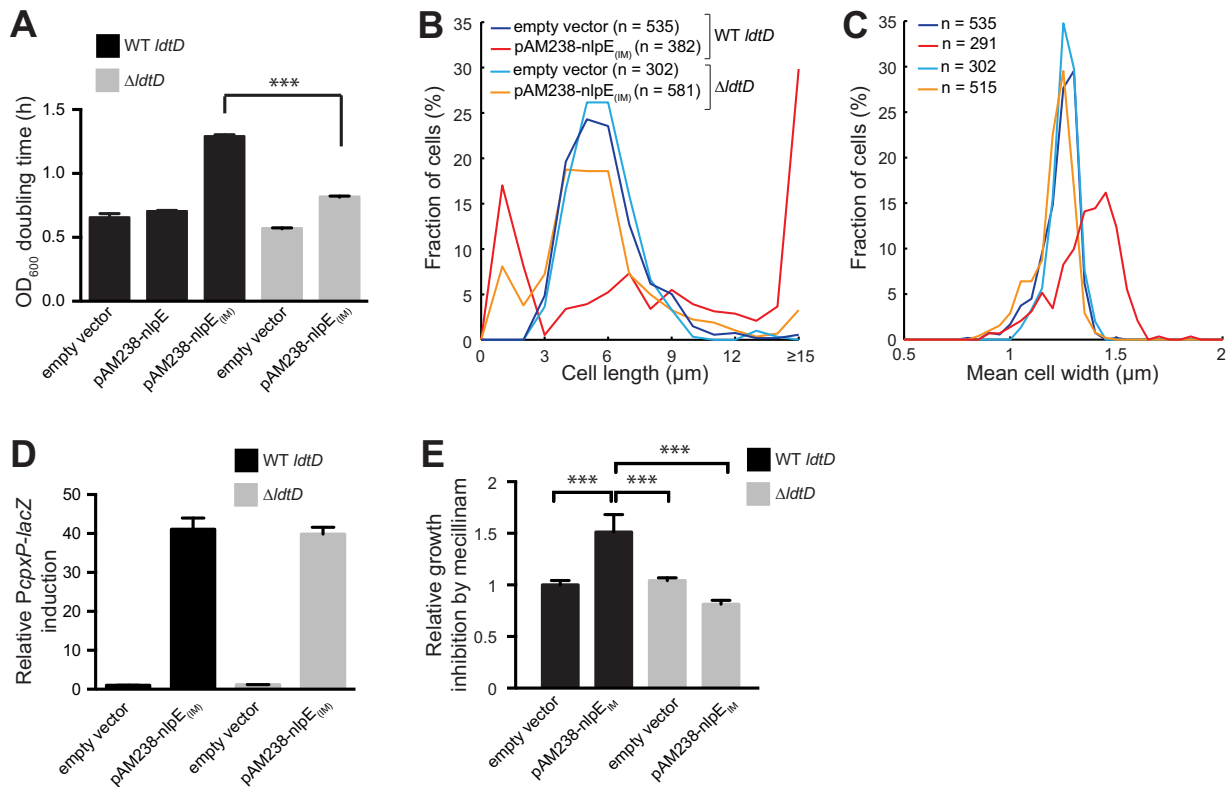 A
WT ldtD
ΔldtD
***
OD600 doubling time (h)
1.5
1.0
0.5
0.0
empty vector
pAM238-nlpE
pAM238-nlpE(IM)
empty vector
pAM238-nlpE(IM)
B
empty vector (n = 535)
pAM238-nlpE(IM) (n = 382)
WT ldtD
empty vector (n = 302)
pAM238-nlpE(IM) (n = 581)
ΔldtD
Fraction of cells (%)
35
30
25
20
15
10
5
0
0 3 6 9 12 ≥15
Cell length (µm)
C
n = 535
n = 291
n = 302
n = 515
Fraction of cells (%)
35
30
25
20
15
10
5
0
0.5 1 1.5 2
Mean cell width (µm)
D
WT ldtD
ΔldtD
Relative PcpxP-lacZ
induction
50
40
30
20
10
0
empty vector
pAM238-nlpE(IM)
empty vector
pAM238-nlpE(IM)
E
WT ldtD
ΔldtD
***
*** ***
Relative growth
inhibition by mecillinam
2
1.5
1
0.5
0
empty vector
pAM238-nlpEIM
empty vector
pAM238-nlpEIM